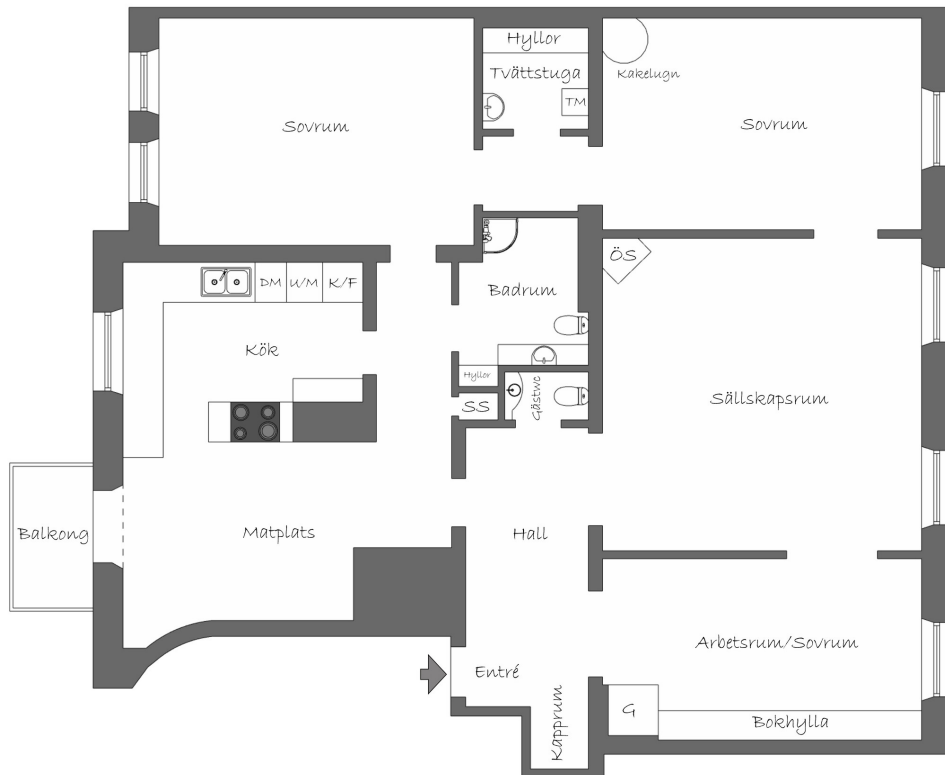 Hyllor
Tvättstuga
TM
Kakelugn
Sovrum
Sovrum
ÖS
DM
U/M
K/F
Badrum
Kök
Hyllor
Gästwc
SS
Sällskapsrum
Balkong
Matplats
Hall
Arbetsrum/Sovrum
Entré
Kapprum
G
Bokhylla